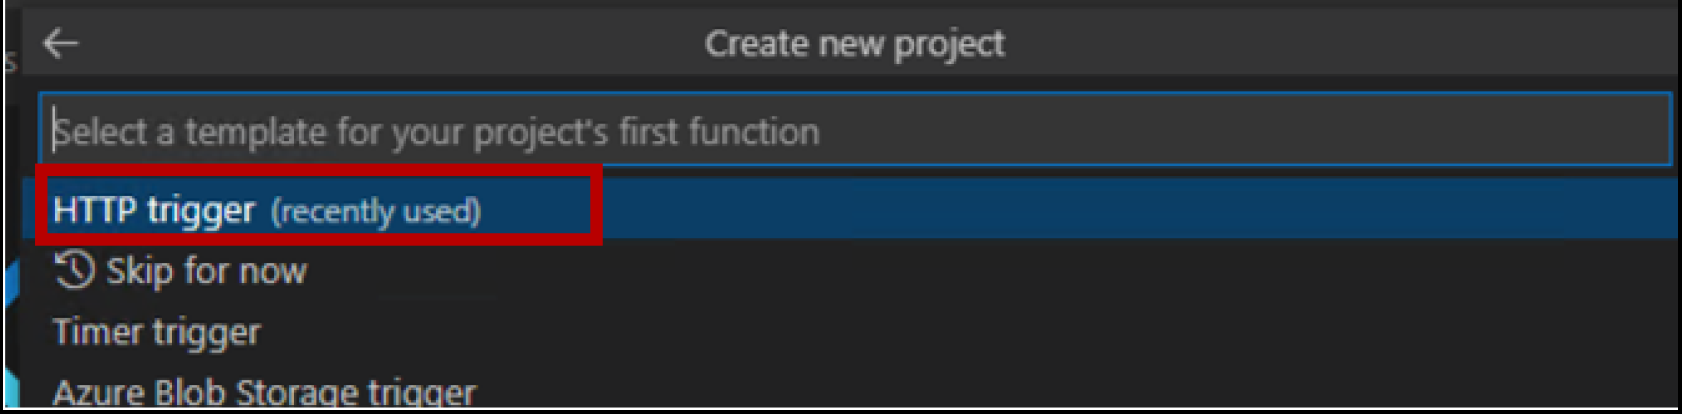 Create new project
s
Select a template for your project's first function
HTTP trigger (recently used)
Skip for now
Timer trigger
Azure Blob Storage trigger